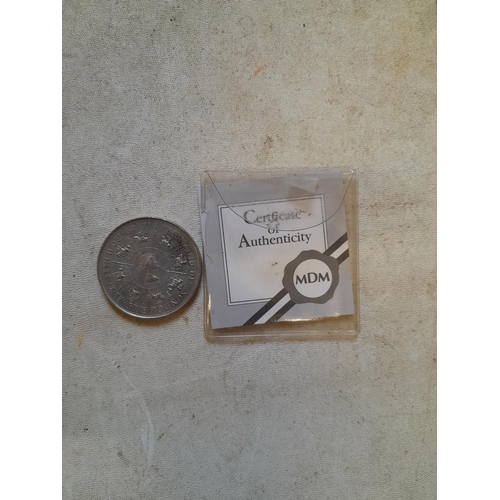 Certificate
of
Authenticity
MDM